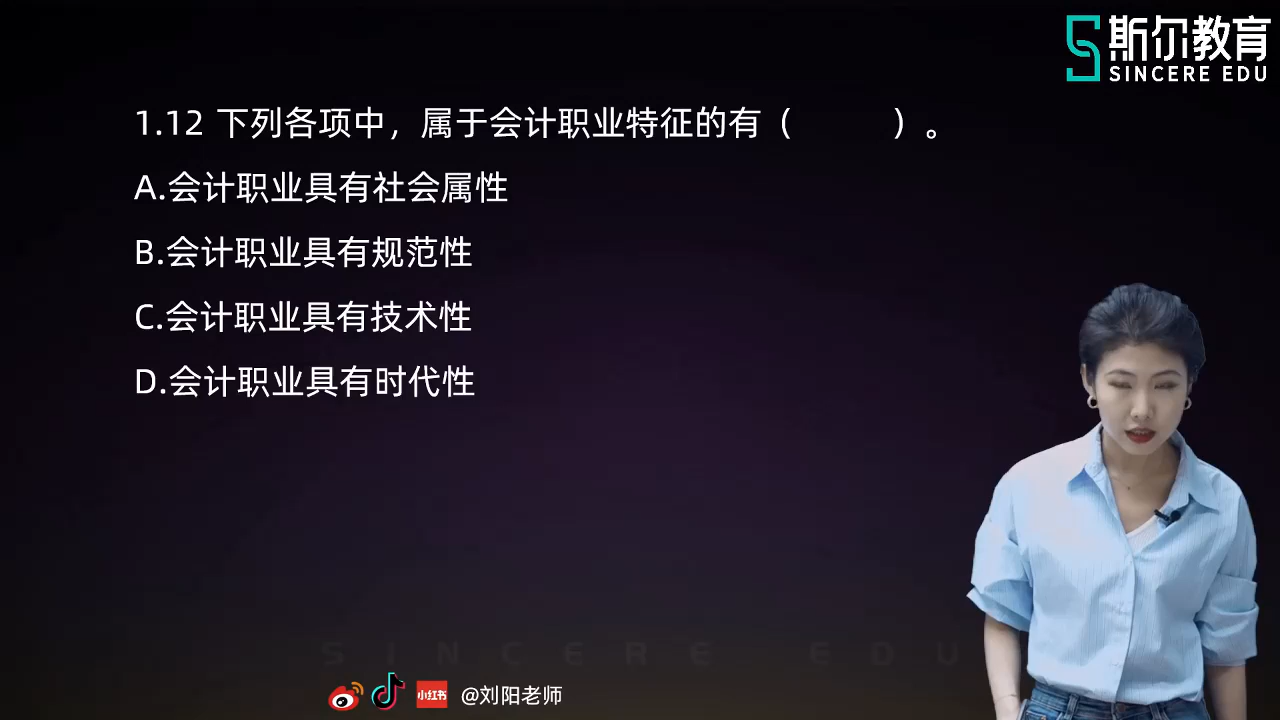 斯尔教育
SINCERE EDU
1.12 下列各项中，属于会计职业特征的有（ ）。
A.会计职业具有社会属性
B.会计职业具有规范性
C.会计职业具有技术性
D.会计职业具有时代性
SINCERE EDU
小红书 @刘阳老师